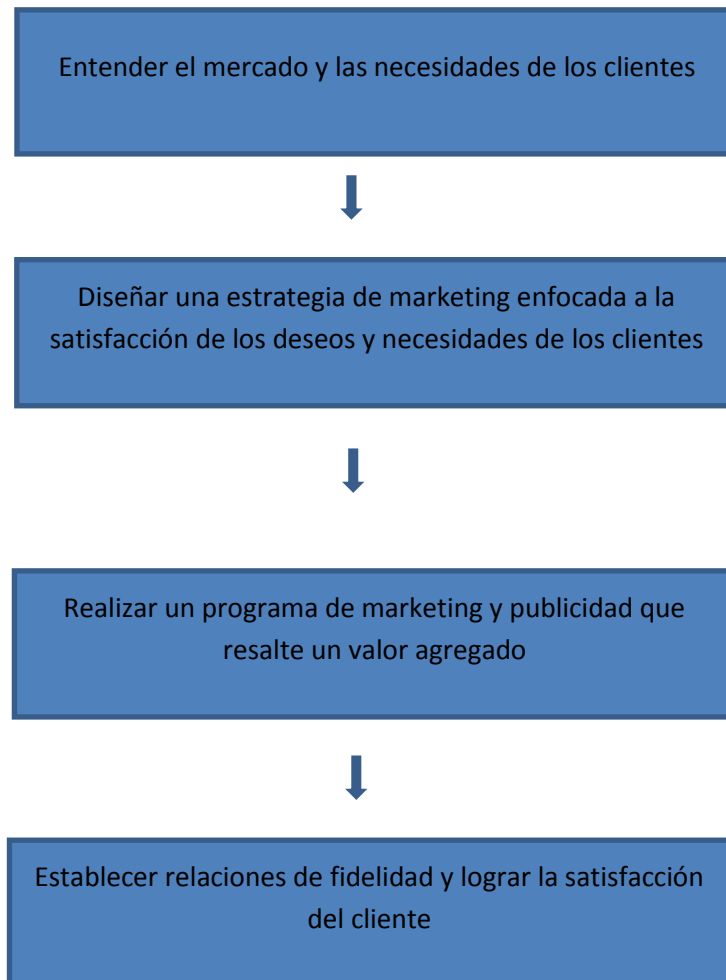 Entender el mercado y las necesidades de los clientes
Diseñar una estrategia de marketing enfocada a la
satisfacción de los deseos y necesidades de los clientes
Realizar un programa de marketing y publicidad que
resalte un valor agregado
Establecer relaciones de fidelidad y lograr la satisfacción
del cliente